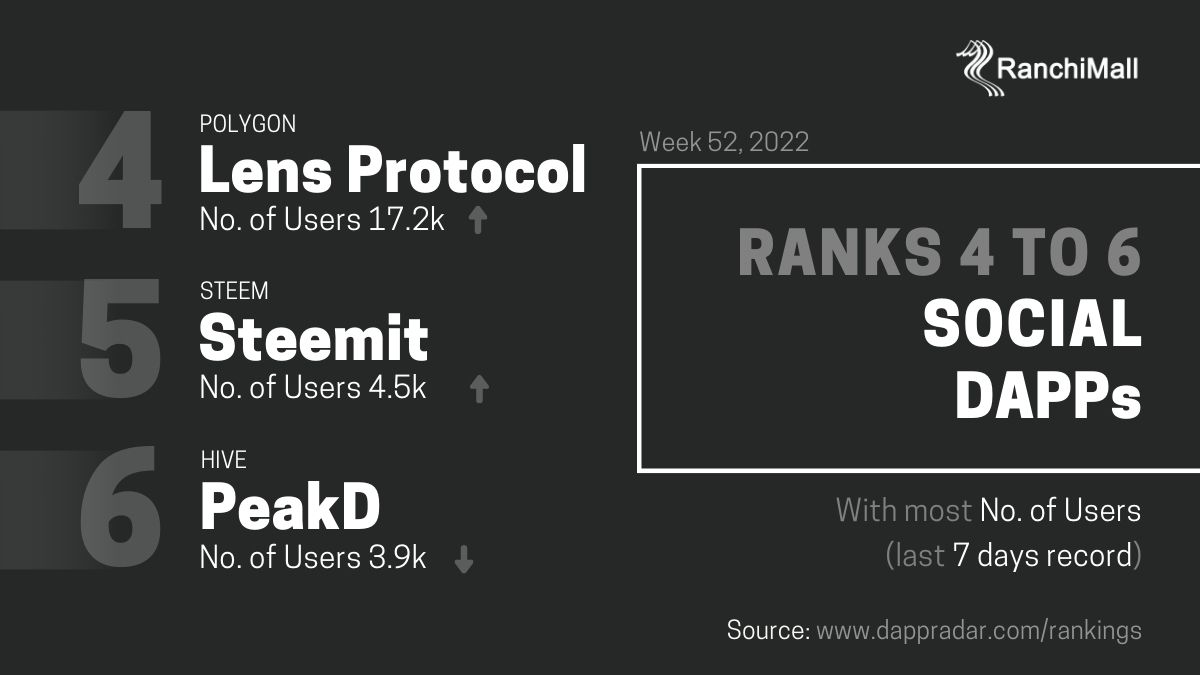 RanchiMall
4
POLYGON
Lens Protocol
No. of Users 17.2k
5
STEEM
Steemit
No. of Users 4.5k
6
HIVE
PeakD
No. of Users 3.9k
Week 52, 2022
RANKS 4 TO 6
SOCIAL
DAPPs
With most No. of Users
(last 7 days record)
Source: www.dappradar.com/rankings